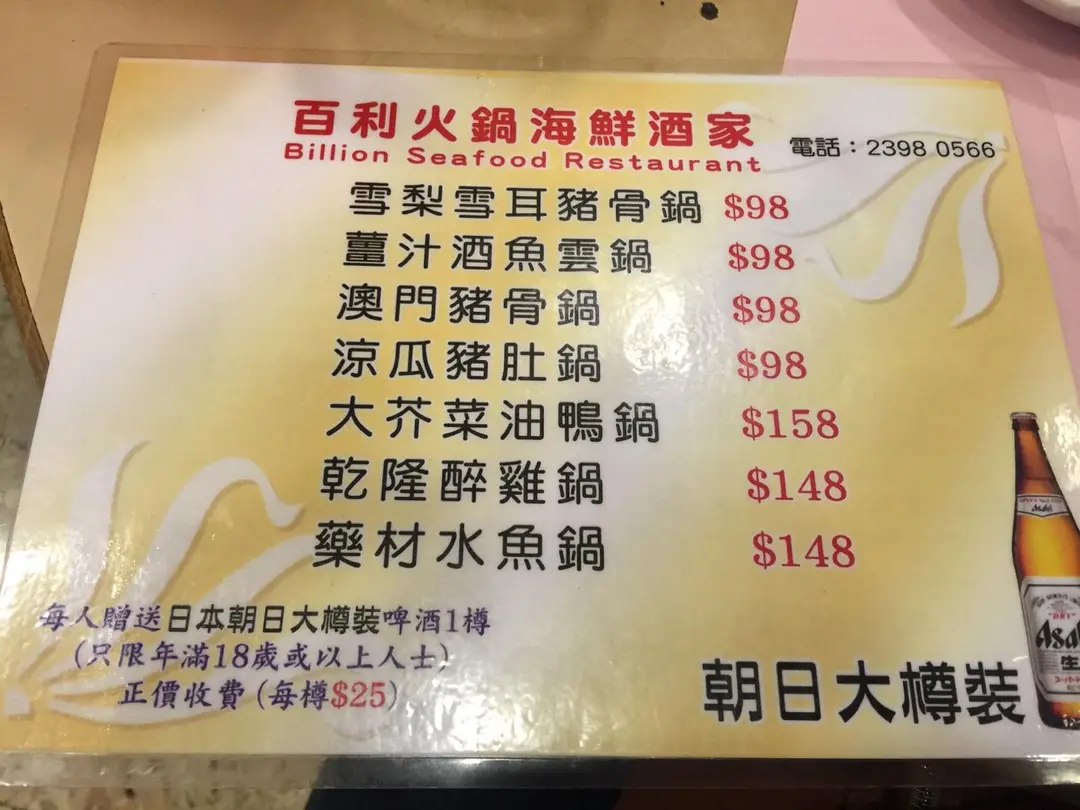 百利火鍋海鮮酒家
Billion Seafood Restaurant
電話：2398 0566
雪梨雪耳豬骨鍋 $98
薑汁酒魚雲鍋 $98
澳門豬骨鍋 $98
涼瓜豬肚鍋 $98
大芥菜油鴨鍋 $158
乾隆醉雞鍋 $148
藥材水魚鍋 $148
每人贈送日本朝日大樽裝啤酒1樽
(只限年滿18歲或以上人士)
正價收費 (每樽$25)
朝日大樽裝
Asahi
"DRY"
Asah
生